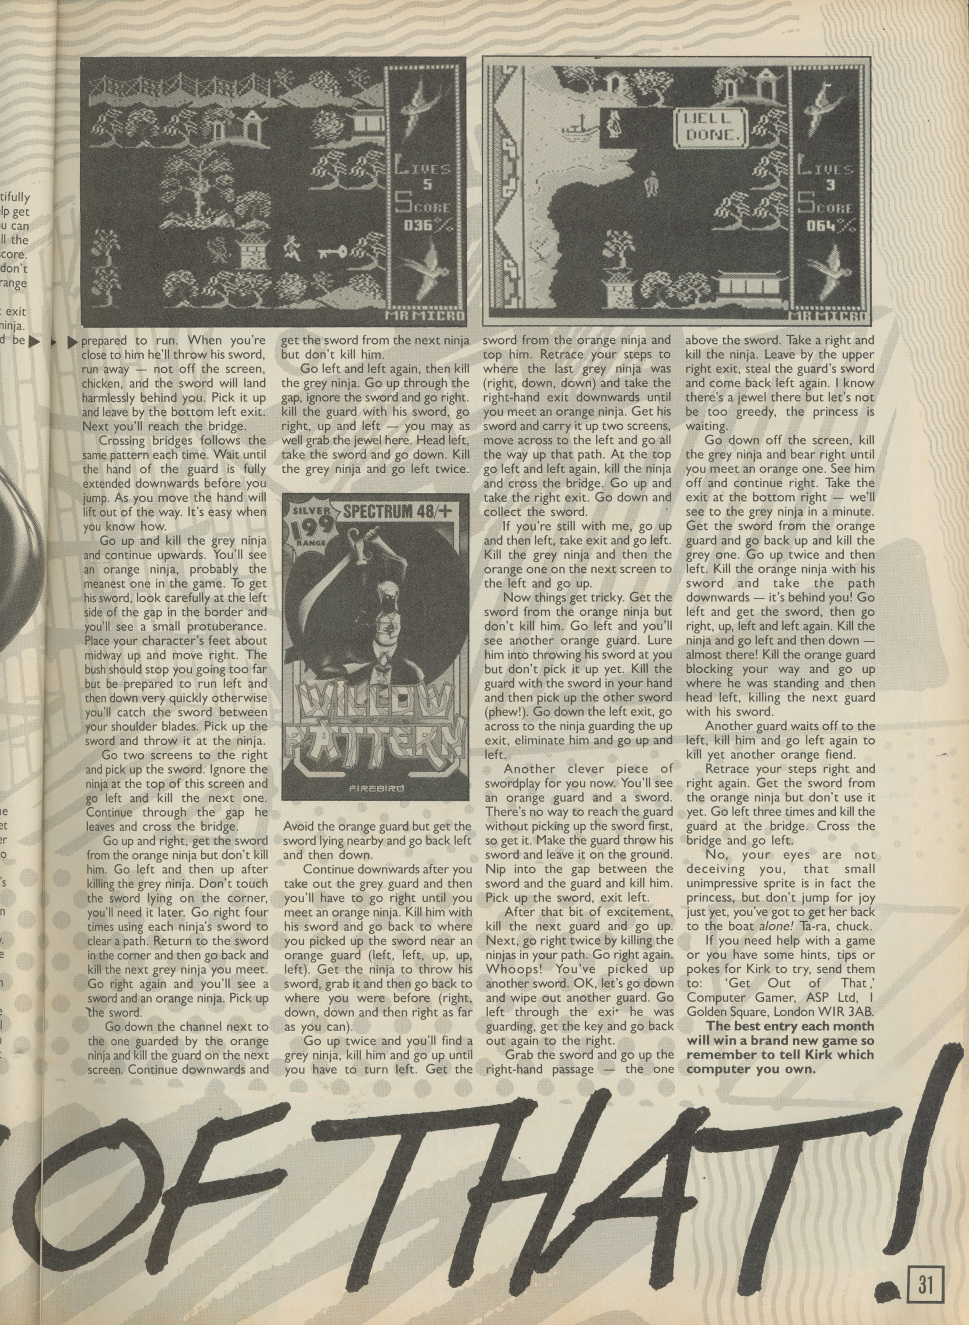 tifully
lp get
u can
ll the
core.
don't
range
exit
ninja.
d be
LIVES
5
SCORE
036%
MR MICRO
WELL
DONE.
LIVES
3
SCORE
064%
MR MICRO
prepared to run. When you're
close to him he'll throw his sword,
run away — not off the screen,
chicken, and the sword will land
harmlessly behind you. Pick it up
and leave by the bottom left exit.
Next you'll reach the bridge.
Crossing bridges follows the
same pattern each time. Wait until
the hand of the guard is fully
extended downwards before you
jump. As you move the hand will
lift out of the way. It's easy when
you know how.
Go up and kill the grey ninja
and continue upwards. You'll see
an orange ninja, probably the
meanest one in the game. To get
his sword, look carefully at the left
side of the gap in the border and
you'll see a small protuberance.
Place your character's feet about
midway up and move right. The
bush should stop you going too far
but be prepared to run left and
then down very quickly otherwise
you'll catch the sword between
your shoulder blades. Pick up the
sword and throw it at the ninja.
Go two screens to the right
and pick up the sword. Ignore the
ninja at the top of this screen and
go left and kill the next one.
Continue through the gap he
leaves and cross the bridge.
Go up and right, get the sword
from the orange ninja but don't kill
him. Go left and then up after
killing the grey ninja. Don't touch
the sword lying on the corner,
you'll need it later. Go right four
times using each ninja's sword to
clear a path. Return to the sword
in the corner and then go back and
kill the next grey ninja you meet.
Go right again and you'll see a
sword and an orange ninja. Pick up
the sword.
Go down the channel next to
the one guarded by the orange
ninja and kill the guard on the next
screen. Continue downwards and
get the sword from the next ninja
but don't kill him.
Go left and left again, then kill
the grey ninja. Go up through the
gap, ignore the sword and go right.
kill the guard with his sword, go
right, up and left — you may as
well grab the jewel here. Head left,
take the sword and go down. Kill
the grey ninja and go left twice.
SILVER
199
RANGE
SPECTRUM 48/+
WILLOW
PATTERN
FIREBIRD
Avoid the orange guard but get the
sword lying nearby and go back left
and then down.
Continue downwards after you
take out the grey guard and then
you'll have to go right until you
meet an orange ninja. Kill him with
his sword and go back to where
you picked up the sword near an
orange guard (left, left, up, up,
left). Get the ninja to throw his
sword, grab it and then go back to
where you were before (right,
down, down and then right as far
as you can).
Go up twice and you'll find a
grey ninja, kill him and go up until
you have to turn left. Get the
sword from the orange ninja and
top him. Retrace your steps to
where the last grey ninja was
(right, down, down) and take the
right-hand exit downwards until
you meet an orange ninja. Get his
sword and carry it up two screens,
move across to the left and go all
the way up that path. At the top
go left and left again, kill the ninja
and cross the bridge. Go up and
take the right exit. Go down and
collect the sword.
If you're still with me, go up
and then left, take exit and go left.
Kill the grey ninja and then the
orange one on the next screen to
the left and go up.
Now things get tricky. Get the
sword from the orange ninja but
don't kill him. Go left and you'll
see another orange guard. Lure
him into throwing his sword at you
but don't pick it up yet. Kill the
guard with the sword in your hand
and then pick up the other sword
(phew!). Go down the left exit, go
across to the ninja guarding the up
exit, eliminate him and go up and
left.
Another clever piece of
swordplay for you now. You'll see
an orange guard and a sword.
There's no way to reach the guard
without picking up the sword first,
so get it. Make the guard throw his
sword and leave it on the ground.
Nip into the gap between the
sword and the guard and kill him.
Pick up the sword, exit left.
After that bit of excitement,
kill the next guard and go up.
Next, go right twice by killing the
ninjas in your path. Go right again.
Whoops! You've picked up
another sword. OK, let's go down
and wipe out another guard. Go
left through the exit he was
guarding, get the key and go back
out again to the right.
Grab the sword and go up the
right-hand passage — the one
above the sword. Take a right and
kill the ninja. Leave by the upper
right exit, steal the guard's sword
and come back left again. I know
there's a jewel there but let's not
be too greedy, the princess is
waiting.
Go down off the screen, kill
the grey ninja and bear right until
you meet an orange one. See him
off and continue right. Take the
exit at the bottom right — we'll
see to the grey ninja in a minute.
Get the sword from the orange
guard and go back up and kill the
grey one. Go up twice and then
left. Kill the orange ninja with his
sword and take the path
downwards — it's behind you! Go
left and get the sword, then go
right, up, left and left again. Kill the
ninja and go left and then down —
almost there! Kill the orange guard
blocking your way and go up
where he was standing and then
head left, killing the next guard
with his sword.
Another guard waits off to the
left, kill him and go left again to
kill yet another orange fiend.
Retrace your steps right and
right again. Get the sword from
the orange ninja but don't use it
yet. Go left three times and kill the
guard at the bridge. Cross the
bridge and go left.
No, your eyes are not
deceiving you, that small
unimpressive sprite is in fact the
princess, but don't jump for joy
just yet, you've got to get her back
to the boat alone! Ta-ra, chuck.
If you need help with a game
or you have some hints, tips or
pokes for Kirk to try, send them
to: 'Get Out of That,'
Computer Gamer, ASP Ltd, 1
Golden Square, London W1R 3AB.
The best entry each month
will win a brand new game so
remember to tell Kirk which
computer you own.
OF THAT!
31